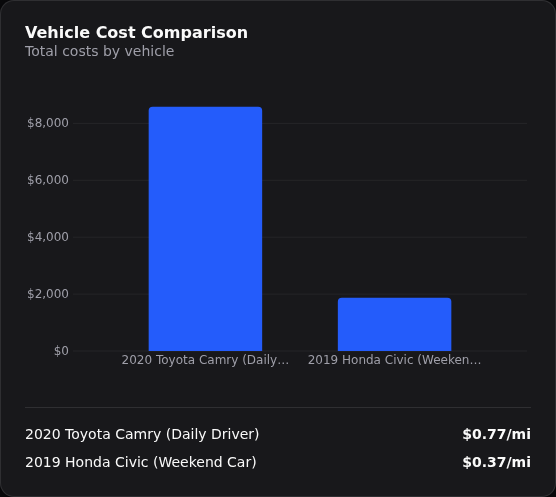 Vehicle Cost Comparison
Total costs by vehicle
$8,000
$6,000
$4,000
$2,000
$0
2020 Toyota Camry (Daily… 2019 Honda Civic (Weeken…
2020 Toyota Camry (Daily Driver) $0.77/mi
2019 Honda Civic (Weekend Car) $0.37/mi